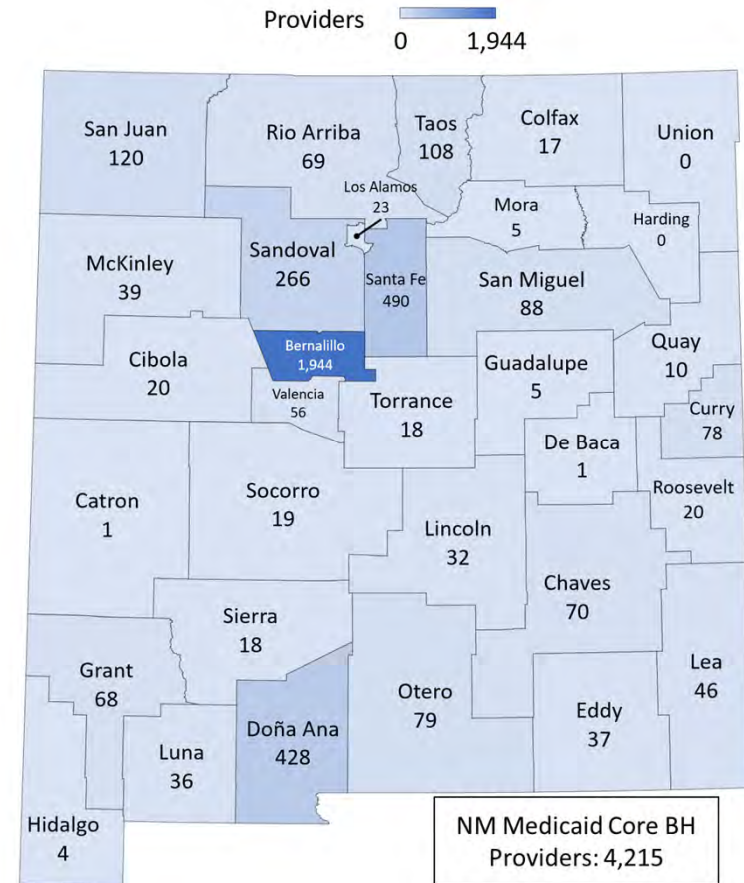 Providers
0
1,944
San Juan
120
Rio Arriba
69
Taos
108
Colfax
17
Union
0
Los Alamos
23
Mora
5
Harding
0
McKinley
39
Sandoval
266
Santa Fe
490
San Miguel
88
Cibola
20
Bernalillo
1,944
Valencia
56
Torrance
18
Guadalupe
5
Quay
10
Curry
78
De Baca
1
Roosevelt
20
Catron
1
Socorro
19
Lincoln
32
Chaves
70
Sierra
18
Grant
68
Luna
36
Doña Ana
428
Otero
79
Eddy
37
Lea
46
Hidalgo
4
NM Medicaid Core BH
Providers: 4,215